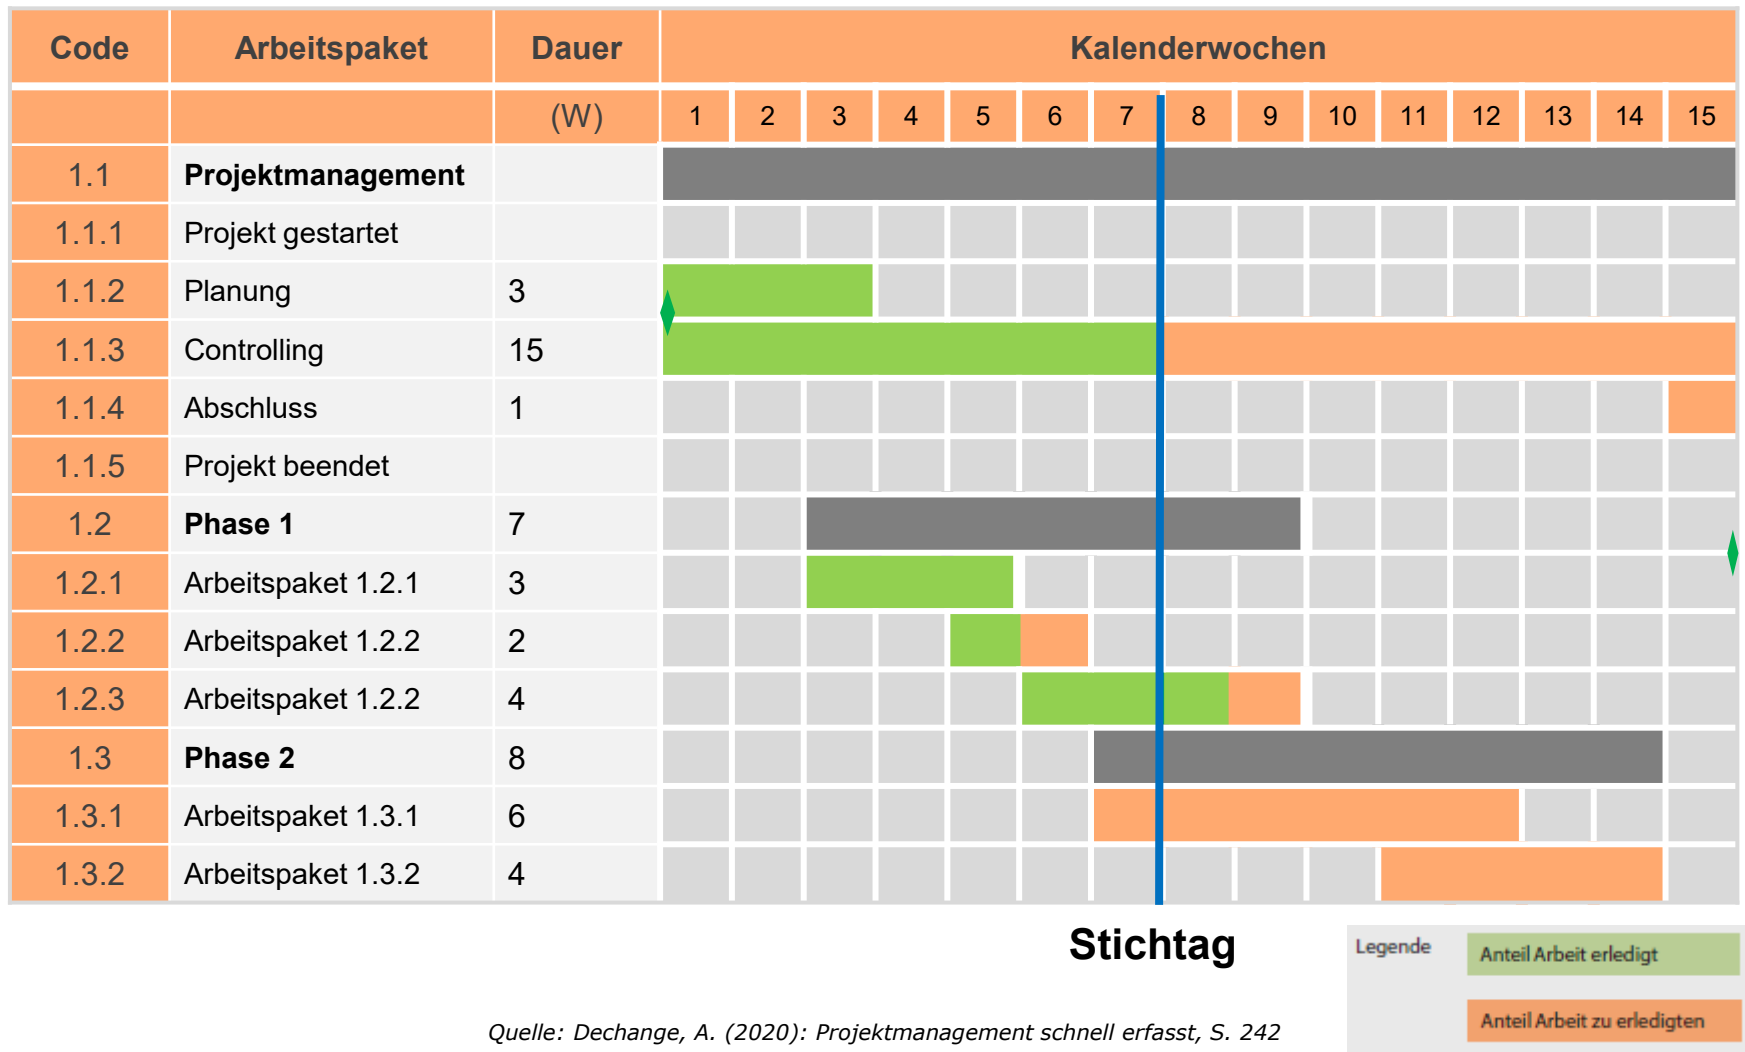 Code Arbeitspaket Dauer Kalenderwochen
(W) 1 2 3 4 5 6 7 8 9 10 11 12 13 14 15
1.1 Projektmanagement
1.1.1 Projekt gestartet
1.1.2 Planung 3
1.1.3 Controlling 15
1.1.4 Abschluss 1
1.1.5 Projekt beendet
1.2 Phase 1 7
1.2.1 Arbeitspaket 1.2.1 3
1.2.2 Arbeitspaket 1.2.2 2
1.2.3 Arbeitspaket 1.2.2 4
1.3 Phase 2 8
1.3.1 Arbeitspaket 1.3.1 6
1.3.2 Arbeitspaket 1.3.2 4
Stichtag
Legende Anteil Arbeit erledigt
Anteil Arbeit zu erledigten
Quelle: Dechange, A. (2020): Projektmanagement schnell erfasst, S. 242